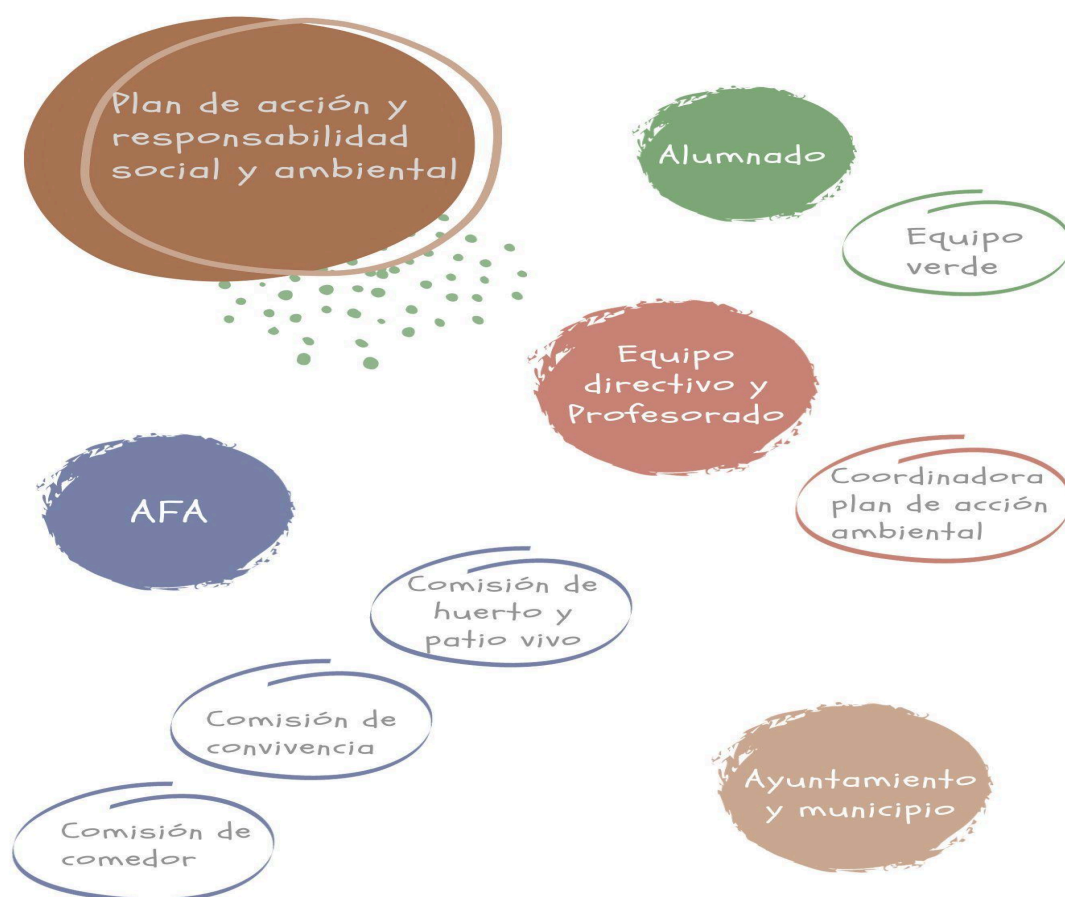 Plan de acción y
responsabilidad
social y ambiental
Alumnado
Equipo
verde
Equipo
directivo y
Profesorado
Coordinadora
plan de acción
ambiental
AFA
Comisión de
huerto y
patio vivo
Comisión de
convivencia
Comisión de
comedor
Ayuntamiento
y municipio